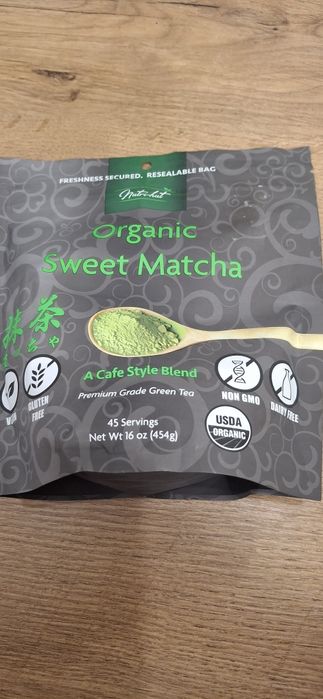 FRESHNESS SECURED, RESEALABLE BAG
Organic
Sweet Matcha
抹茶
A Cafe Style Blend
Premium Grade Green Tea
45 Servings
Net Wt 16 oz (454g)
GLUTEN
FREE
NON GMO
DAIRY FREE
USDA
ORGANIC